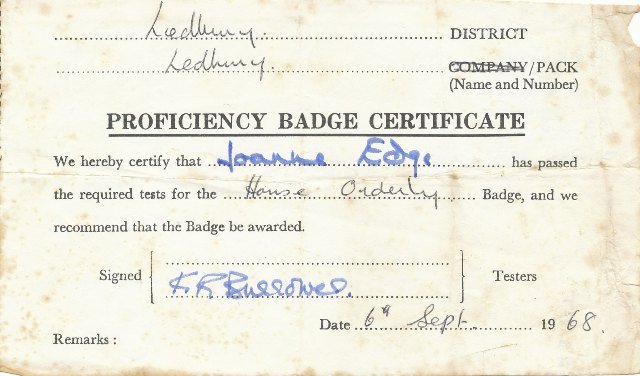 Ledbury. DISTRICT
Ledbury. COMPANY/PACK
(Name and Number)
PROFICIENCY BADGE CERTIFICATE
We hereby certify that Joanne Edge has passed
the required tests for the House Orderly Badge, and we
recommend that the Badge be awarded.
Signed K. R. Burrowes. Testers
Date 6th Sept. 1968.
Remarks :